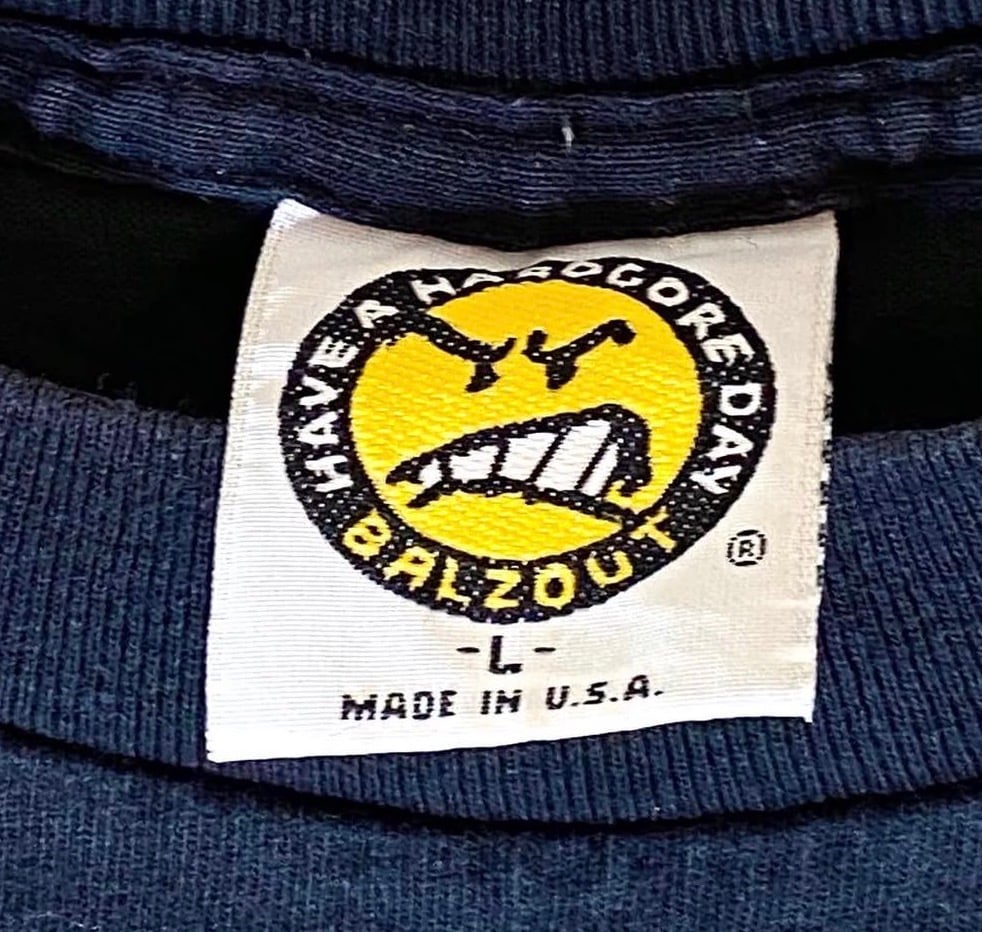 HAVE A HARDCORE DAY
BALZOUT
®
-L-
MADE IN U.S.A.